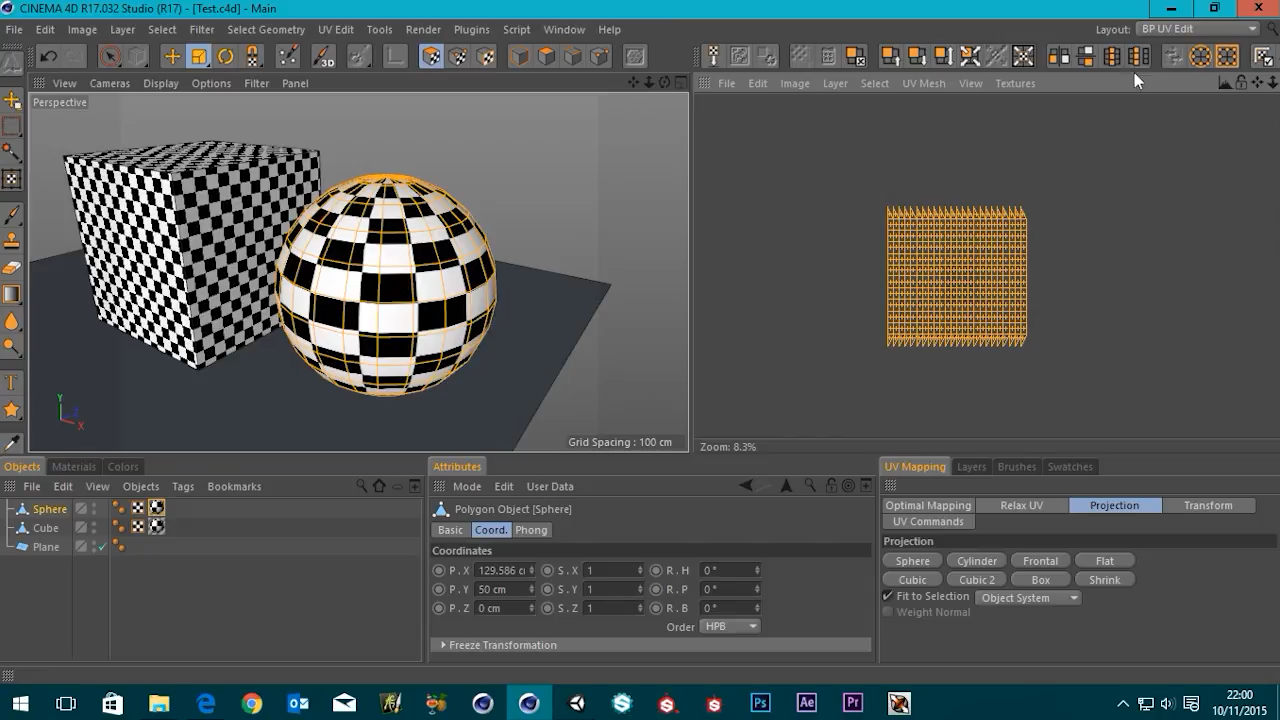 CINEMA 4D R17.032 Studio (R17) - [Test.c4d] - Main
File Edit Image Layer Select Filter Select Geometry UV Edit Tools Render Plugins Script Window Help Layout: BP UV Edit
View Cameras Display Options Filter Panel
File Edit Image Layer Select UV Mesh View Textures
Perspective
Y
Z
X
Grid Spacing : 100 cm
Zoom: 8.3%
Objects Materials Colors
File Edit View Objects Tags Bookmarks
Sphere
Cube
Plane
Attributes
Mode Edit User Data
Polygon Object [Sphere]
Basic Coord. Phong
Coordinates
P . X 129.586 c S . X 1 R . H 0 °
P . Y 50 cm S . Y 1 R . P 0 °
P . Z 0 cm S . Z 1 R . B 0 °
Order HPB
Freeze Transformation
UV Mapping Layers Brushes Swatches
Optimal Mapping Relax UV Projection Transform
UV Commands
Projection
Sphere Cylinder Frontal Flat
Cubic Cubic 2 Box Shrink
Fit to Selection Object System
Weight Normal
Ps Ae Pr
22:00
10/11/2015